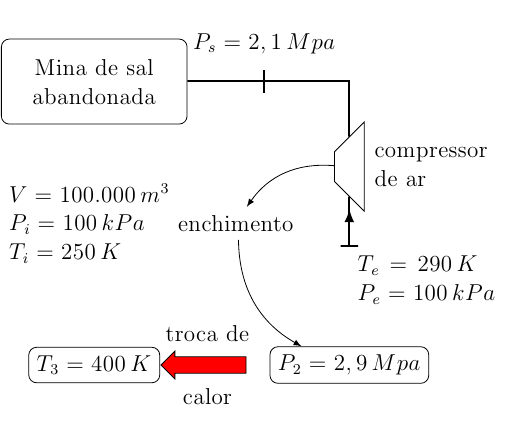 P_s = 2,1 Mpa
Mina de sal
abandonada
compressor
de ar
V = 100.000 m³
P_i = 100 kPa
T_i = 250 K
enchimento
T_e = 290 K
P_e = 100 kPa
troca de
T_3 = 400 K
P_2 = 2,9 Mpa
calor